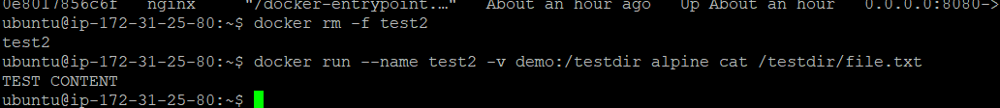 0e8017856c6f   nginx     "/docker-entrypoint.…"   About an hour ago   Up About an hour   0.0.0.0:8080->
ubuntu@ip-172-31-25-80:~$ docker rm -f test2
test2
ubuntu@ip-172-31-25-80:~$ docker run --name test2 -v demo:/testdir alpine cat /testdir/file.txt
TEST CONTENT
ubuntu@ip-172-31-25-80:~$